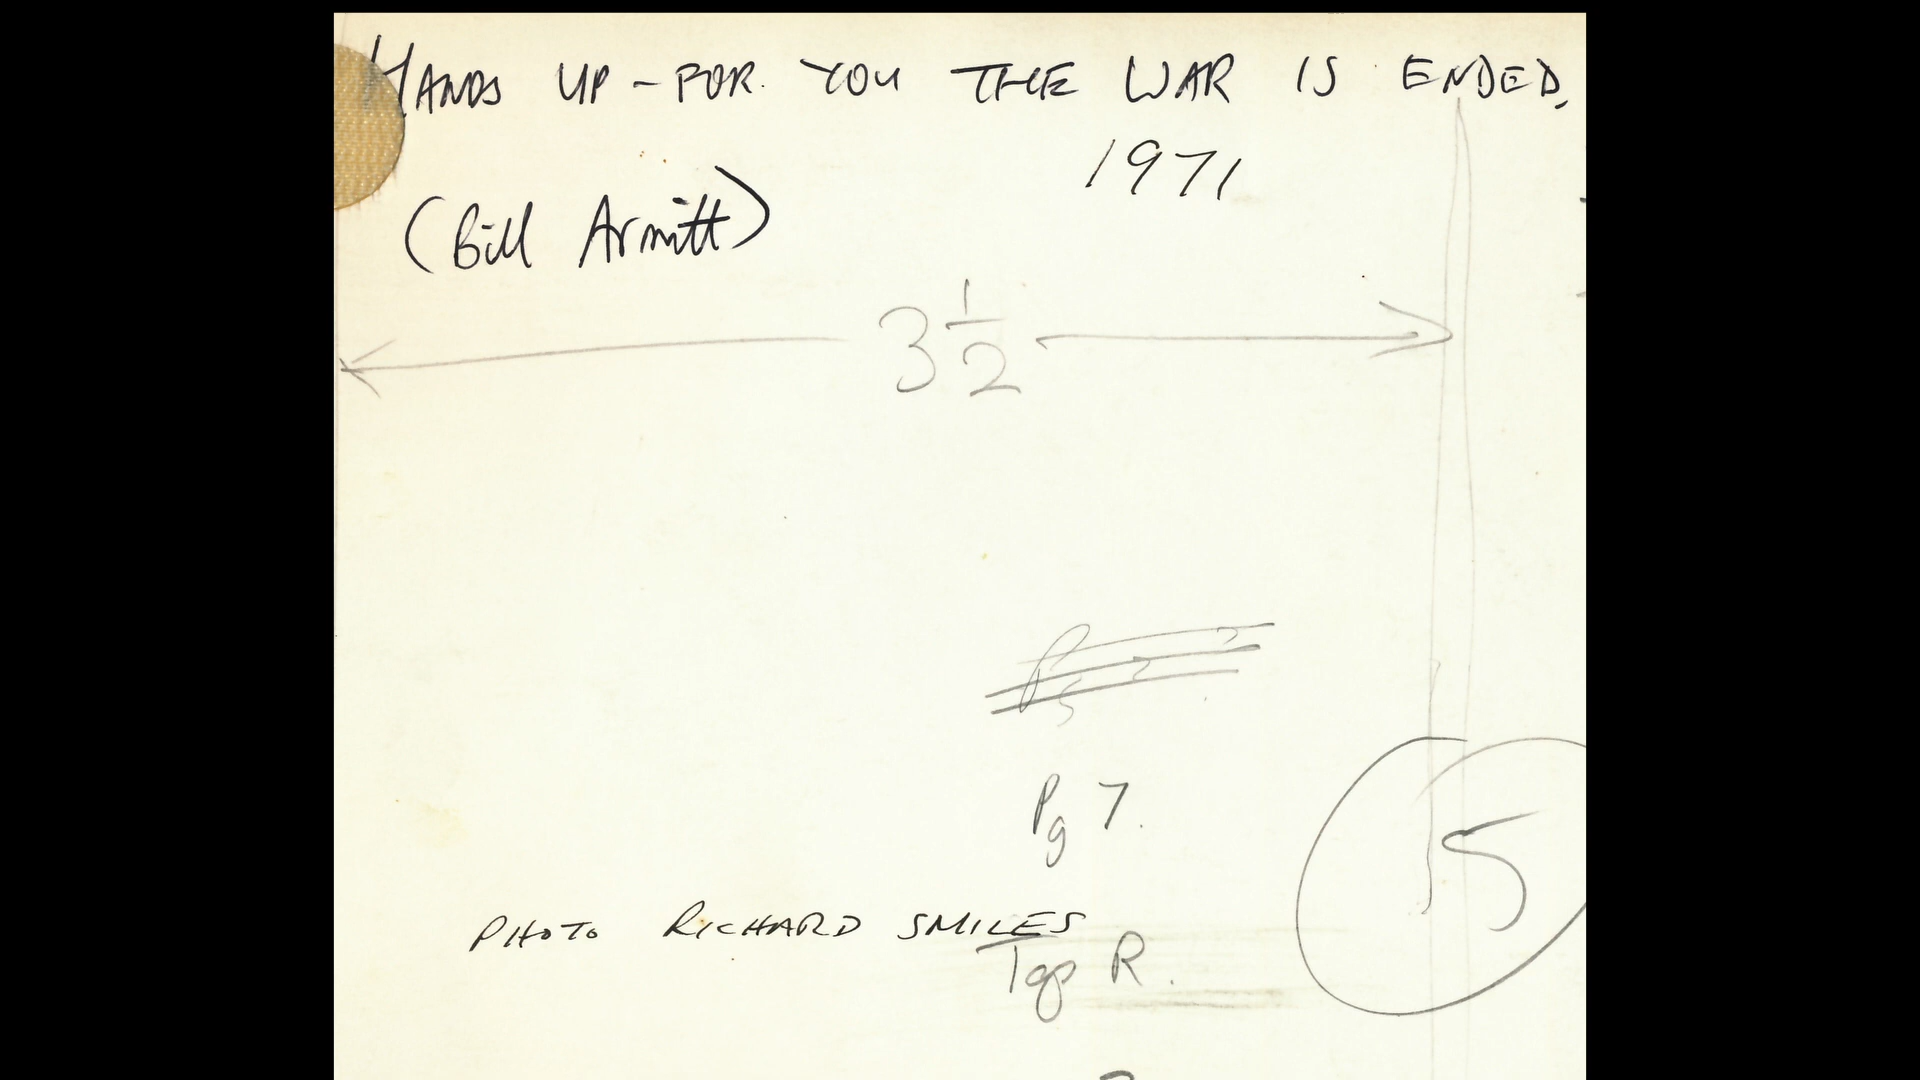 HANDS UP - FOR YOU THE WAR IS ENDED.
1971
(Bill Armitt)
3 1/2
Pg 7.
15
PHOTO RICHARD SMILES
Top R.